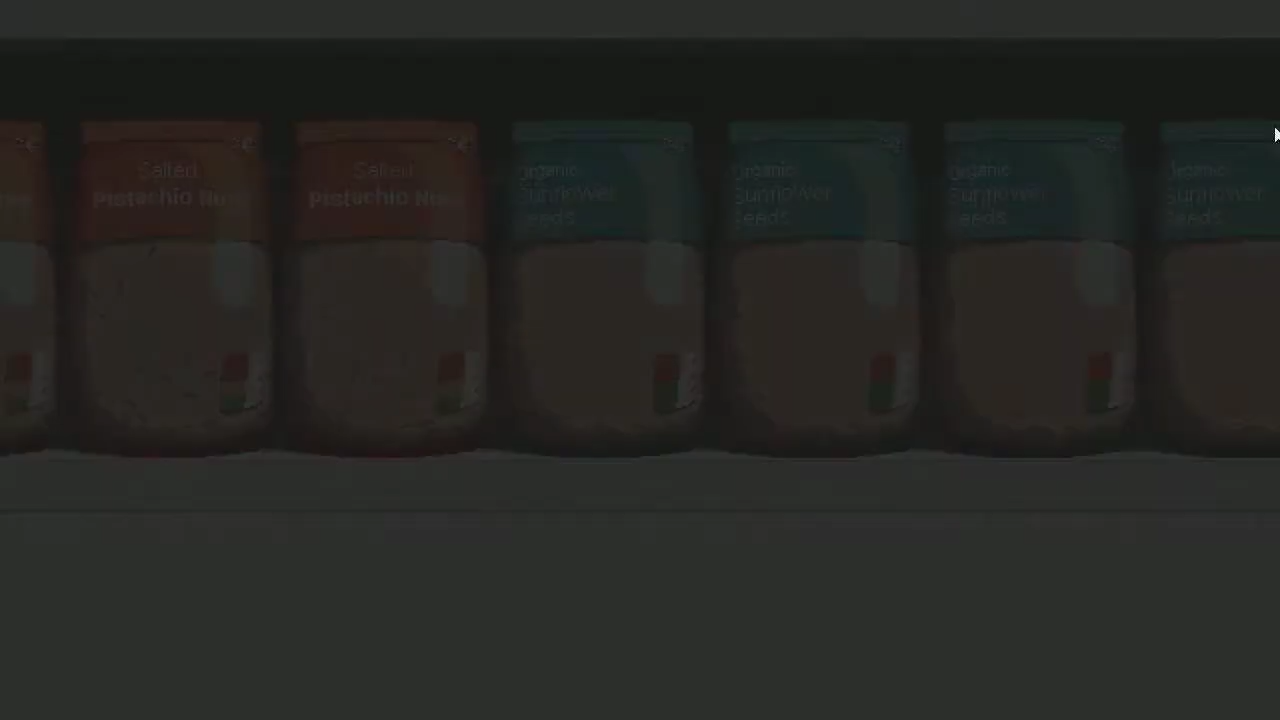 Salted
Pistachio Nuts
Salted
Pistachio Nuts
Organic
Sunflower
Seeds
Organic
Sunflower
Seeds
Organic
Sunflower
Seeds
Organic
Sunflower
Seeds